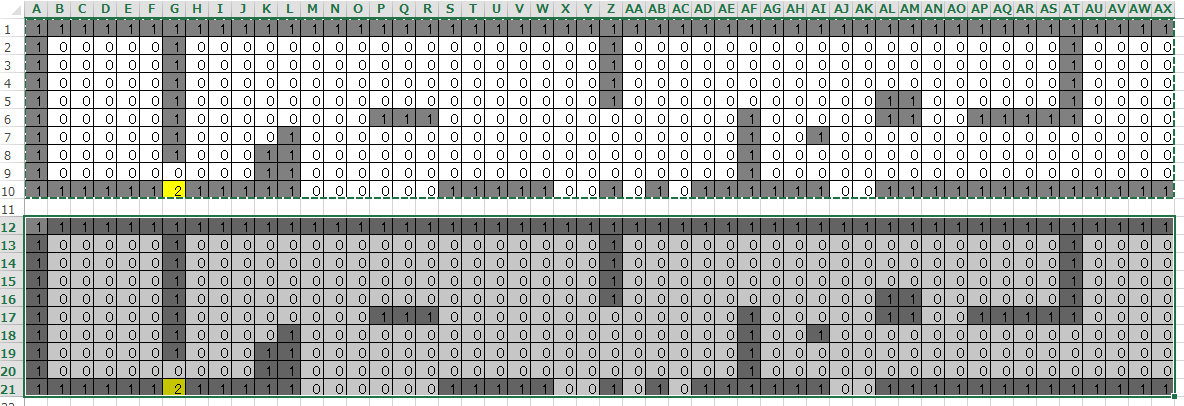 A B C D E F G H I J K L M N O P Q R S T U V W X Y Z AA AB AC AD AE AF AG AH AI AJ AK AL AM AN AO AP AQ AR AS AT AU AV AW AX
1 1 1 1 1 1 1 1 1 1 1 1 1 1 1 1 1 1 1 1 1 1 1 1 1 1 1 1 1 1 1 1 1 1 1 1 1 1 1 1 1 1 1 1 1 1 1 1 1 1 1
2 1 0 0 0 0 0 1 0 0 0 0 0 0 0 0 0 0 0 0 0 0 0 0 0 0 0 1 0 0 0 0 0 0 0 0 0 0 0 0 0 0 0 0 0 0 0 1 0 0 0 0
3 1 0 0 0 0 0 1 0 0 0 0 0 0 0 0 0 0 0 0 0 0 0 0 0 0 0 1 0 0 0 0 0 0 0 0 0 0 0 0 0 0 0 0 0 0 0 1 0 0 0 0
4 1 0 0 0 0 0 1 0 0 0 0 0 0 0 0 0 0 0 0 0 0 0 0 0 0 0 1 0 0 0 0 0 0 0 0 0 0 0 0 0 0 0 0 0 0 0 1 0 0 0 0
5 1 0 0 0 0 0 1 0 0 0 0 0 0 0 0 0 0 0 0 0 0 0 0 0 0 0 1 0 0 0 0 0 0 0 0 0 0 0 1 1 0 0 0 0 0 0 1 0 0 0 0
6 1 0 0 0 0 0 1 0 0 0 0 0 0 0 0 1 1 1 0 0 0 0 0 0 0 0 0 0 0 0 0 0 1 0 0 0 0 0 1 1 0 0 1 1 1 1 1 0 0 0 0
7 1 0 0 0 0 0 1 0 0 0 0 1 0 0 0 0 0 0 0 0 0 0 0 0 0 0 0 0 0 0 0 0 1 0 0 1 0 0 0 0 0 0 0 0 0 0 0 0 0 0 0
8 1 0 0 0 0 0 1 0 0 0 1 1 0 0 0 0 0 0 0 0 0 0 0 0 0 0 0 0 0 0 0 0 1 0 0 0 0 0 0 0 0 0 0 0 0 0 0 0 0 0 0
9 1 0 0 0 0 0 0 0 0 0 1 1 0 0 0 0 0 0 0 0 0 0 0 0 0 0 0 0 0 0 0 0 1 0 0 0 0 0 0 0 0 0 0 0 0 0 0 0 0 0 0
10 1 1 1 1 1 1 2 1 1 1 1 1 0 0 0 0 0 0 1 1 1 1 1 0 0 1 0 1 0 1 1 1 1 1 1 0 0 1 1 1 1 1 1 1 1 1 1 1 1 1
11
12 1 1 1 1 1 1 1 1 1 1 1 1 1 1 1 1 1 1 1 1 1 1 1 1 1 1 1 1 1 1 1 1 1 1 1 1 1 1 1 1 1 1 1 1 1 1 1 1 1 1
13 1 0 0 0 0 0 1 0 0 0 0 0 0 0 0 0 0 0 0 0 0 0 0 0 0 0 1 0 0 0 0 0 0 0 0 0 0 0 0 0 0 0 0 0 0 0 1 0 0 0 0
14 1 0 0 0 0 0 1 0 0 0 0 0 0 0 0 0 0 0 0 0 0 0 0 0 0 0 1 0 0 0 0 0 0 0 0 0 0 0 0 0 0 0 0 0 0 0 1 0 0 0 0
15 1 0 0 0 0 0 1 0 0 0 0 0 0 0 0 0 0 0 0 0 0 0 0 0 0 0 1 0 0 0 0 0 0 0 0 0 0 0 0 0 0 0 0 0 0 0 1 0 0 0 0
16 1 0 0 0 0 0 1 0 0 0 0 0 0 0 0 0 0 0 0 0 0 0 0 0 0 0 1 0 0 0 0 0 0 0 0 0 0 0 1 1 0 0 0 0 0 0 1 0 0 0 0
17 1 0 0 0 0 0 1 0 0 0 0 0 0 0 0 1 1 1 0 0 0 0 0 0 0 0 0 0 0 0 0 0 1 0 0 0 0 0 1 1 0 0 1 1 1 1 1 0 0 0 0
18 1 0 0 0 0 0 1 0 0 0 0 1 0 0 0 0 0 0 0 0 0 0 0 0 0 0 0 0 0 0 0 0 1 0 0 1 0 0 0 0 0 0 0 0 0 0 0 0 0 0 0
19 1 0 0 0 0 0 1 0 0 0 1 1 0 0 0 0 0 0 0 0 0 0 0 0 0 0 0 0 0 0 0 0 1 0 0 0 0 0 0 0 0 0 0 0 0 0 0 0 0 0 0
20 1 0 0 0 0 0 0 0 0 0 1 1 0 0 0 0 0 0 0 0 0 0 0 0 0 0 0 0 0 0 0 0 1 0 0 0 0 0 0 0 0 0 0 0 0 0 0 0 0 0 0
21 1 1 1 1 1 1 2 1 1 1 1 1 0 0 0 0 0 0 1 1 1 1 1 0 0 1 0 1 0 1 1 1 1 1 1 0 0 1 1 1 1 1 1 1 1 1 1 1 1 1